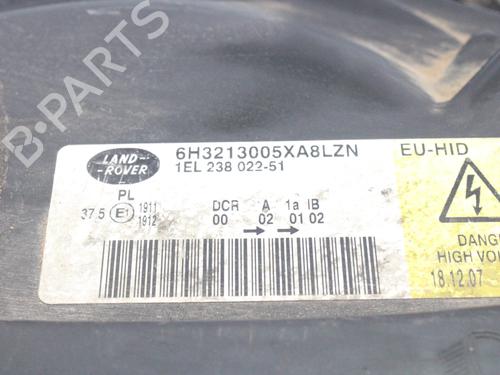 LAND-
ROVER
6H3213005XA8LZN
1EL 238 022-51
EU-HID
PL
37.5 E1 1911
1912
DCR A 1a IB
00 02 01 02
DANG
HIGH VOL
18.12.07
B